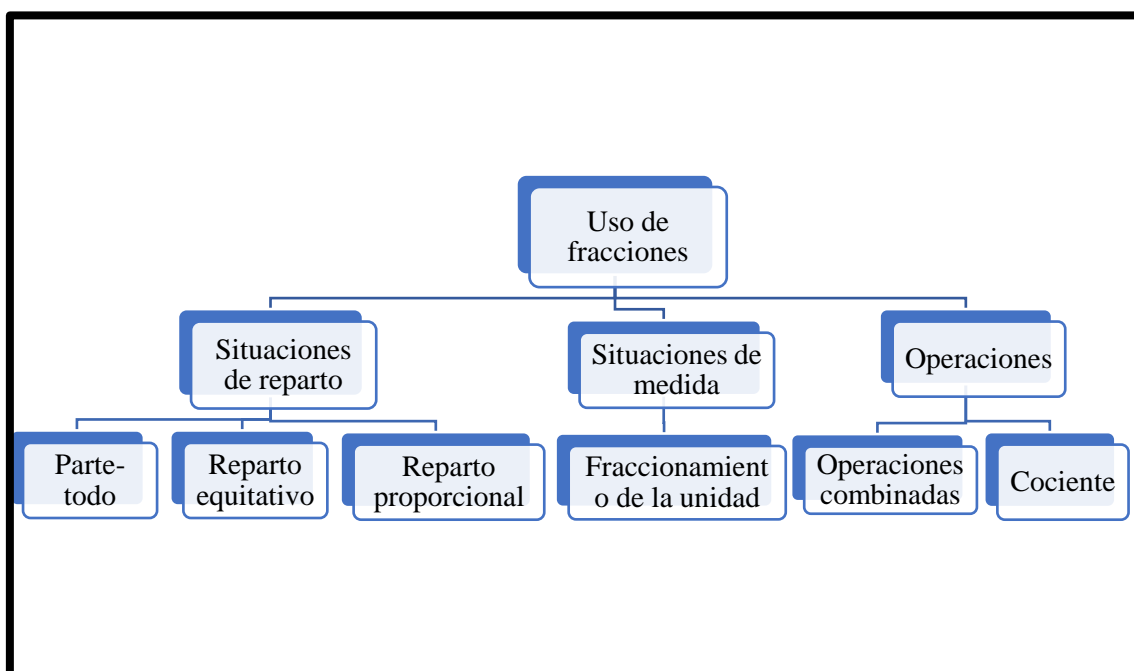 Uso de
fracciones
Situaciones
de reparto
Situaciones de
medida
Operaciones
Parte-
todo
Reparto
equitativo
Reparto
proporcional
Fraccionamient
o de la unidad
Operaciones
combinadas
Cociente